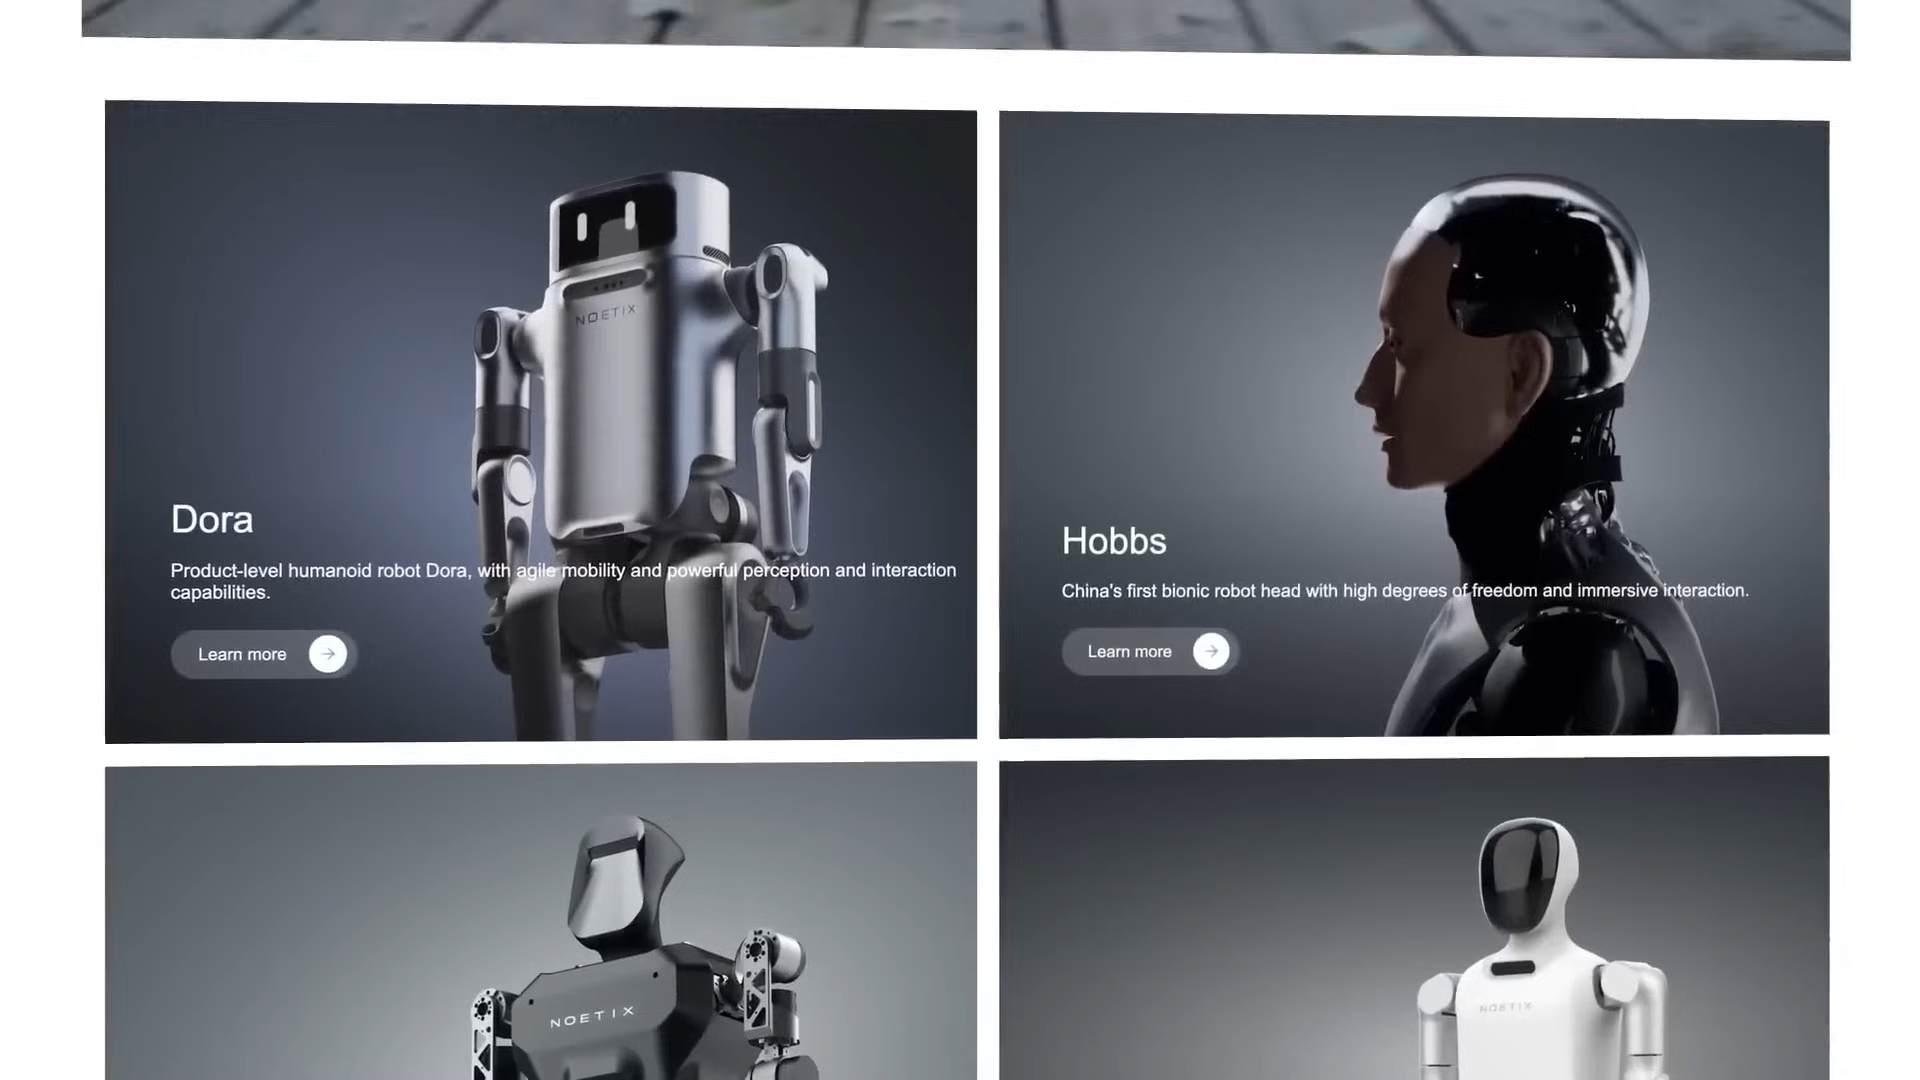 NOETIX
Dora
Product-level humanoid robot Dora, with agile mobility and powerful perception and interaction
capabilities.
Learn more
Hobbs
China's first bionic robot head with high degrees of freedom and immersive interaction.
Learn more
NOETIX
NOETIX